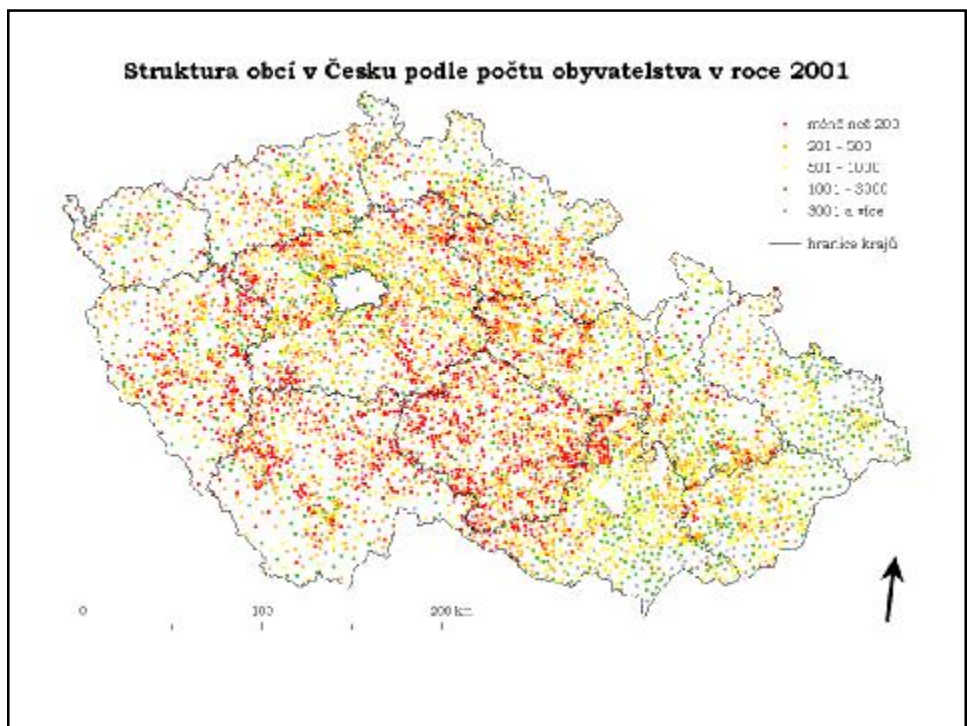 Struktura obcí v Česku podle počtu obyvatelstva v roce 2001
méně než 200
201 - 500
501 - 1000
1001 - 3000
3001 a více
hranice krajů
0 100 200 km